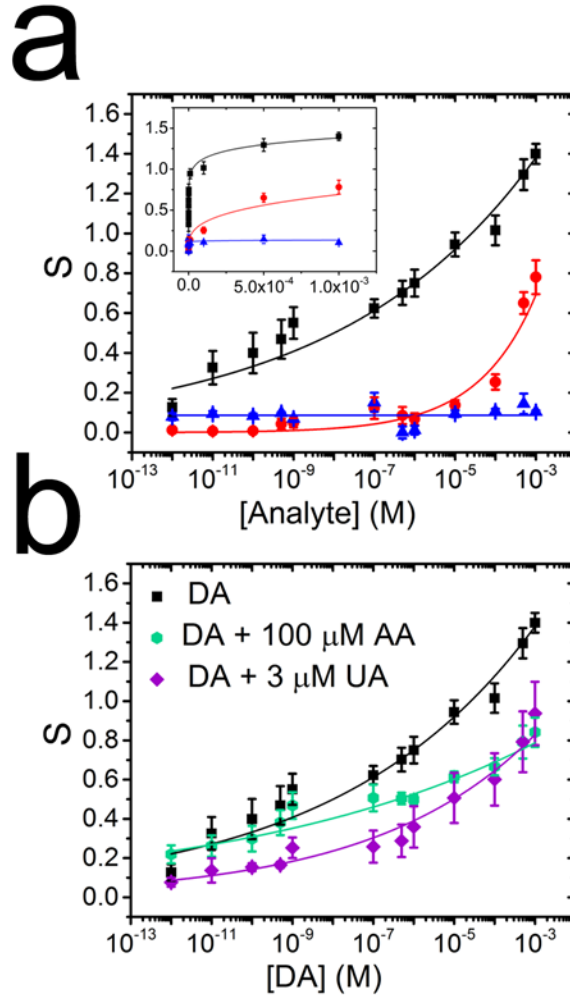 a
1.6
1.4
1.2
1.0
0.8
0.6
0.4
0.2
0.0
S
1.5
1.0
0.5
0.0
0.0 5.0x10⁻⁴ 1.0x10⁻³
10⁻¹³ 10⁻¹¹ 10⁻⁹ 10⁻⁷ 10⁻⁵ 10⁻³
[Analyte] (M)
b
1.6
1.4
1.2
1.0
0.8
0.6
0.4
0.2
0.0
S
DA
DA + 100 μM AA
DA + 3 μM UA
10⁻¹³ 10⁻¹¹ 10⁻⁹ 10⁻⁷ 10⁻⁵ 10⁻³
[DA] (M)